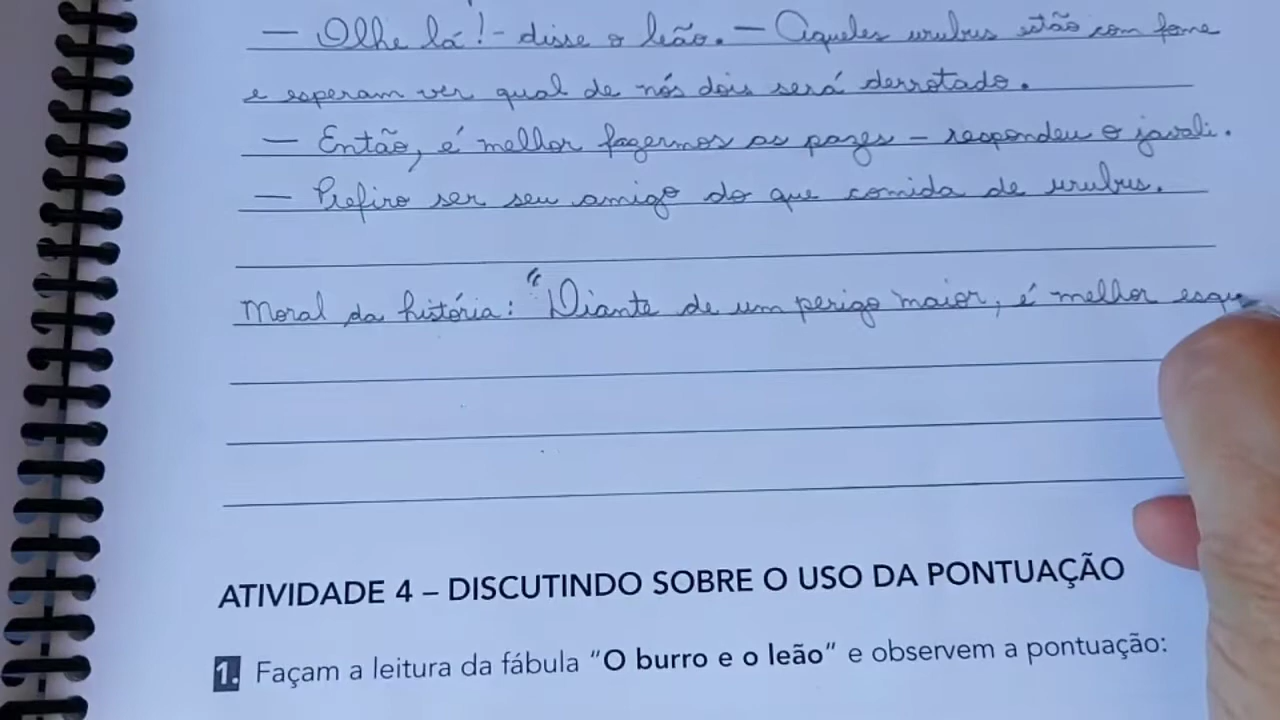 — Olhe lá! - disse o leão. — Aqueles urubus estão com fome
e esperam ver qual de nós dois será derrotado.
— Então, é melhor fazermos as pazes — respondeu o javali.
— Prefiro ser seu amigo do que comida de urubus.
Moral da história: "Diante de um perigo maior, é melhor esque
ATIVIDADE 4 – DISCUTINDO SOBRE O USO DA PONTUAÇÃO
1. Façam a leitura da fábula "O burro e o leão" e observem a pontuação: